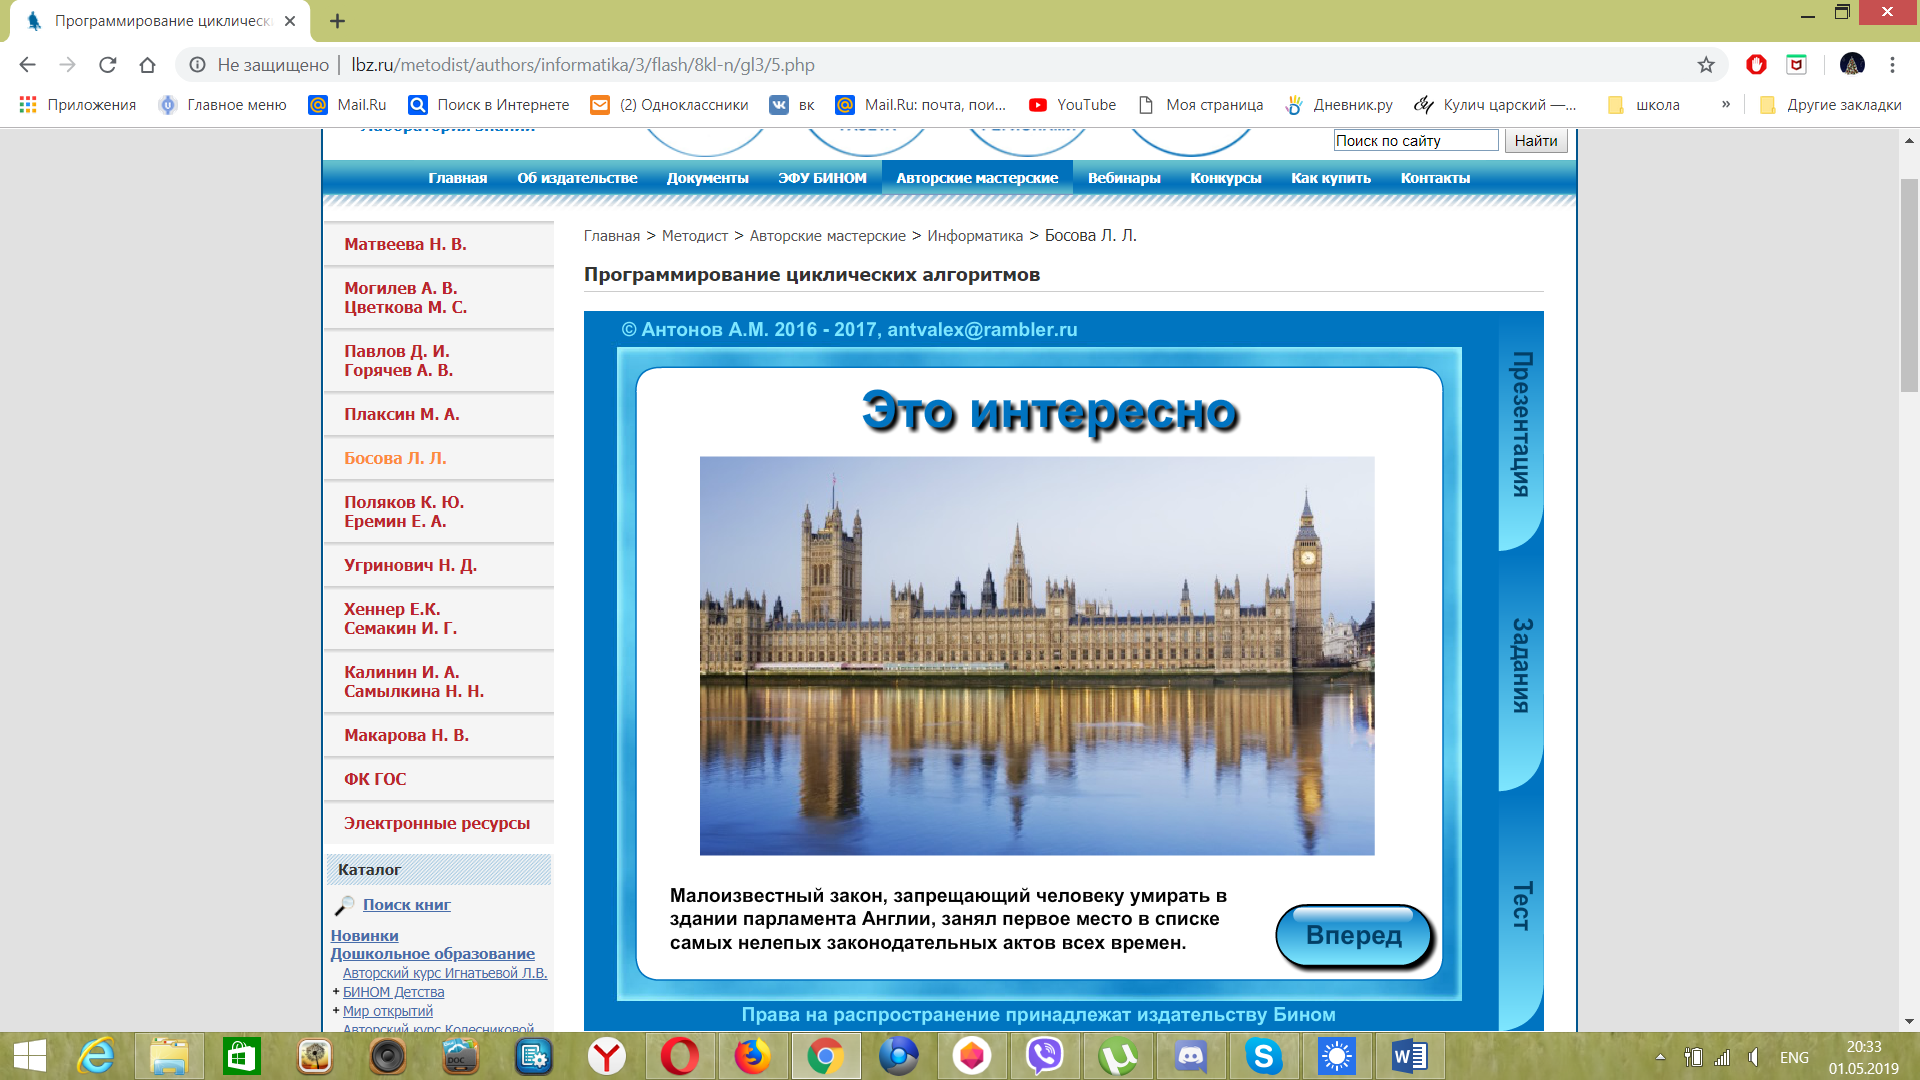 Программирование циклическ
Не защищено | lbz.ru/metodist/authors/informatika/3/flash/8kl-n/gl3/5.php
Приложения Главное меню Mail.Ru Поиск в Интернете (2) Одноклассники вк Mail.Ru: почта, пои... YouTube Моя страница Дневник.ру Кулич царский —... школа » Другие закладки
Поиск по сайту Найти
Главная Об издательстве Документы ЭФУ БИНОМ Авторские мастерские Вебинары Конкурсы Как купить Контакты
Матвеева Н. В.
Могилев А. В.
Цветкова М. С.
Павлов Д. И.
Горячев А. В.
Плаксин М. А.
Босова Л. Л.
Поляков К. Ю.
Еремин Е. А.
Угринович Н. Д.
Хеннер Е.К.
Семакин И. Г.
Калинин И. А.
Самылкина Н. Н.
Макарова Н. В.
ФК ГОС
Электронные ресурсы
Каталог
Поиск книг
Новинки
Дошкольное образование
Авторский курс Игнатьевой Л.В.
+ БИНОМ Детства
+ Мир открытий
Авторский курс Колесниковой
Главная > Методист > Авторские мастерские > Информатика > Босова Л. Л.
Программирование циклических алгоритмов
© Антонов А.М. 2016 - 2017, antvalex@rambler.ru
Это интересно
Малоизвестный закон, запрещающий человеку умирать в
здании парламента Англии, занял первое место в списке
самых нелепых законодательных актов всех времен.
Вперед
Презентация
Задания
Тест
Права на распространение принадлежат издательству Бином
ENG
20:33
01.05.2019